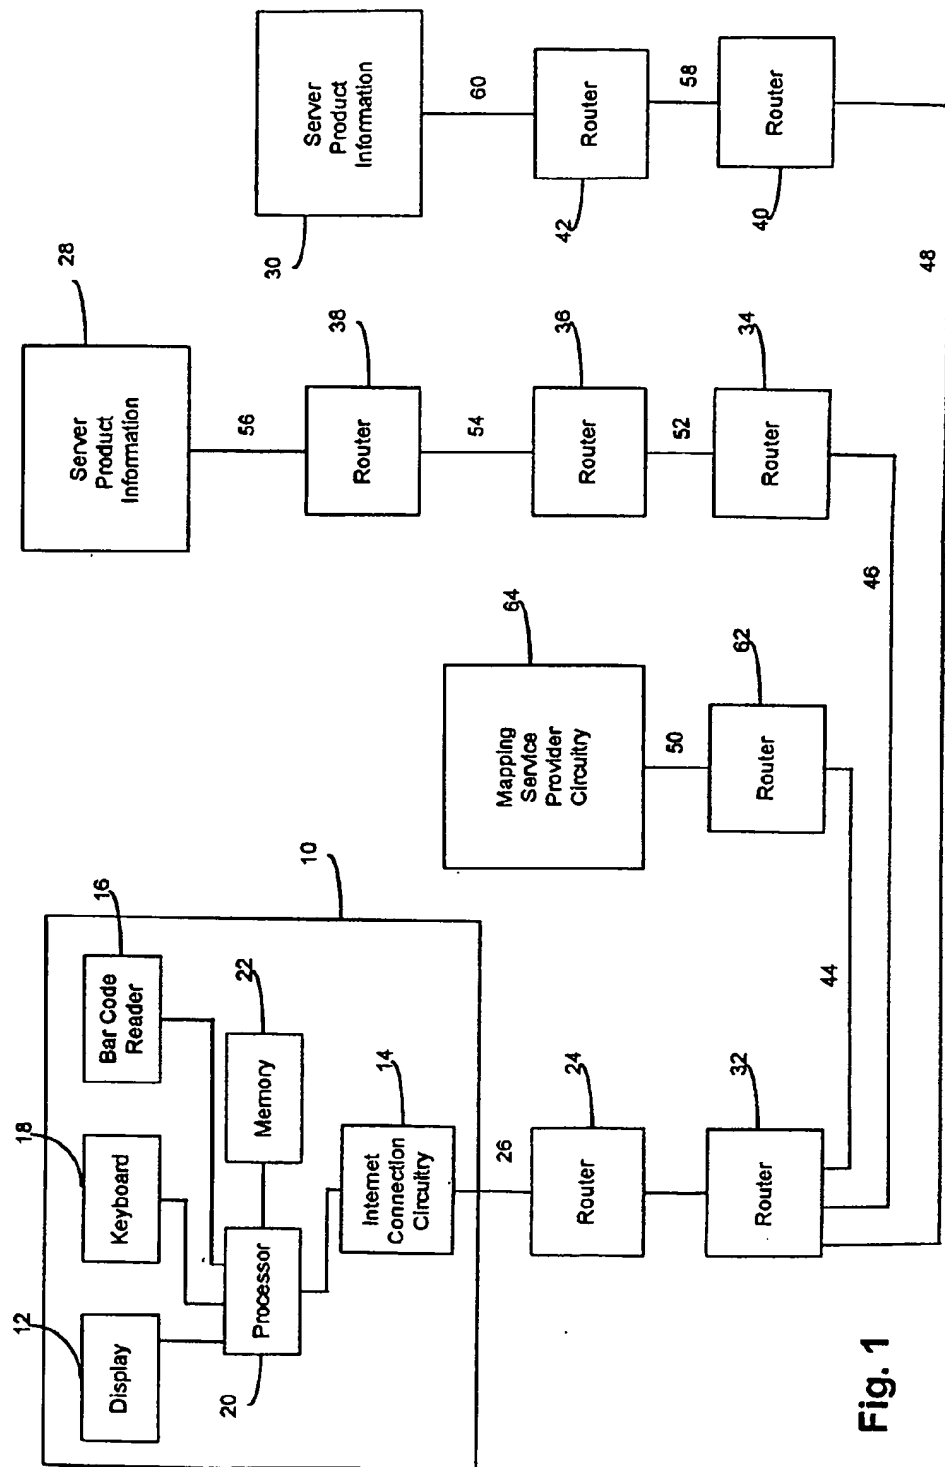 10
12
Display
18
Keyboard
16
Bar Code
Reader
20
Processor
22
Memory
14
Internet
Connection
Circuitry
26
24
Router
32
Router
44
46
48
64
Mapping
Service
Provider
Circuitry
50
62
Router
28
Server
Product
Information
56
38
Router
54
36
Router
52
34
Router
30
Server
Product
Information
60
42
Router
58
40
Router
Fig. 1